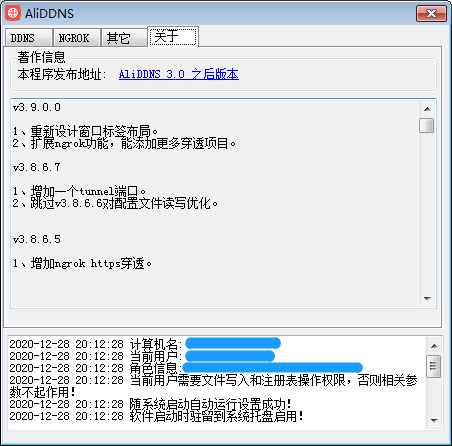 AliDDNS
DDNS NGROK 其它 关于
著作信息
本程序发布地址: AliDDNS 3.0 之后版本
v3.9.0.0
1、重新设计窗口标签布局。
2、扩展ngrok功能，能添加更多穿透项目。
v3.8.6.7
1、增加一个tunnel端口。
2、跳过v3.8.6.6对配置文件读写优化。
v3.8.6.5
1、增加ngrok https穿透。
2020-12-28 20:12:28 计算机名:
2020-12-28 20:12:28 当前用户:
2020-12-28 20:12:28 角色信息:
2020-12-28 20:12:28 当前用户需要文件写入和注册表操作权限，否则相关参
数不起作用！
2020-12-28 20:12:28 随系统启动自动运行设置成功！
2020-12-28 20:12:28 软件启动时驻留到系统托盘启用！